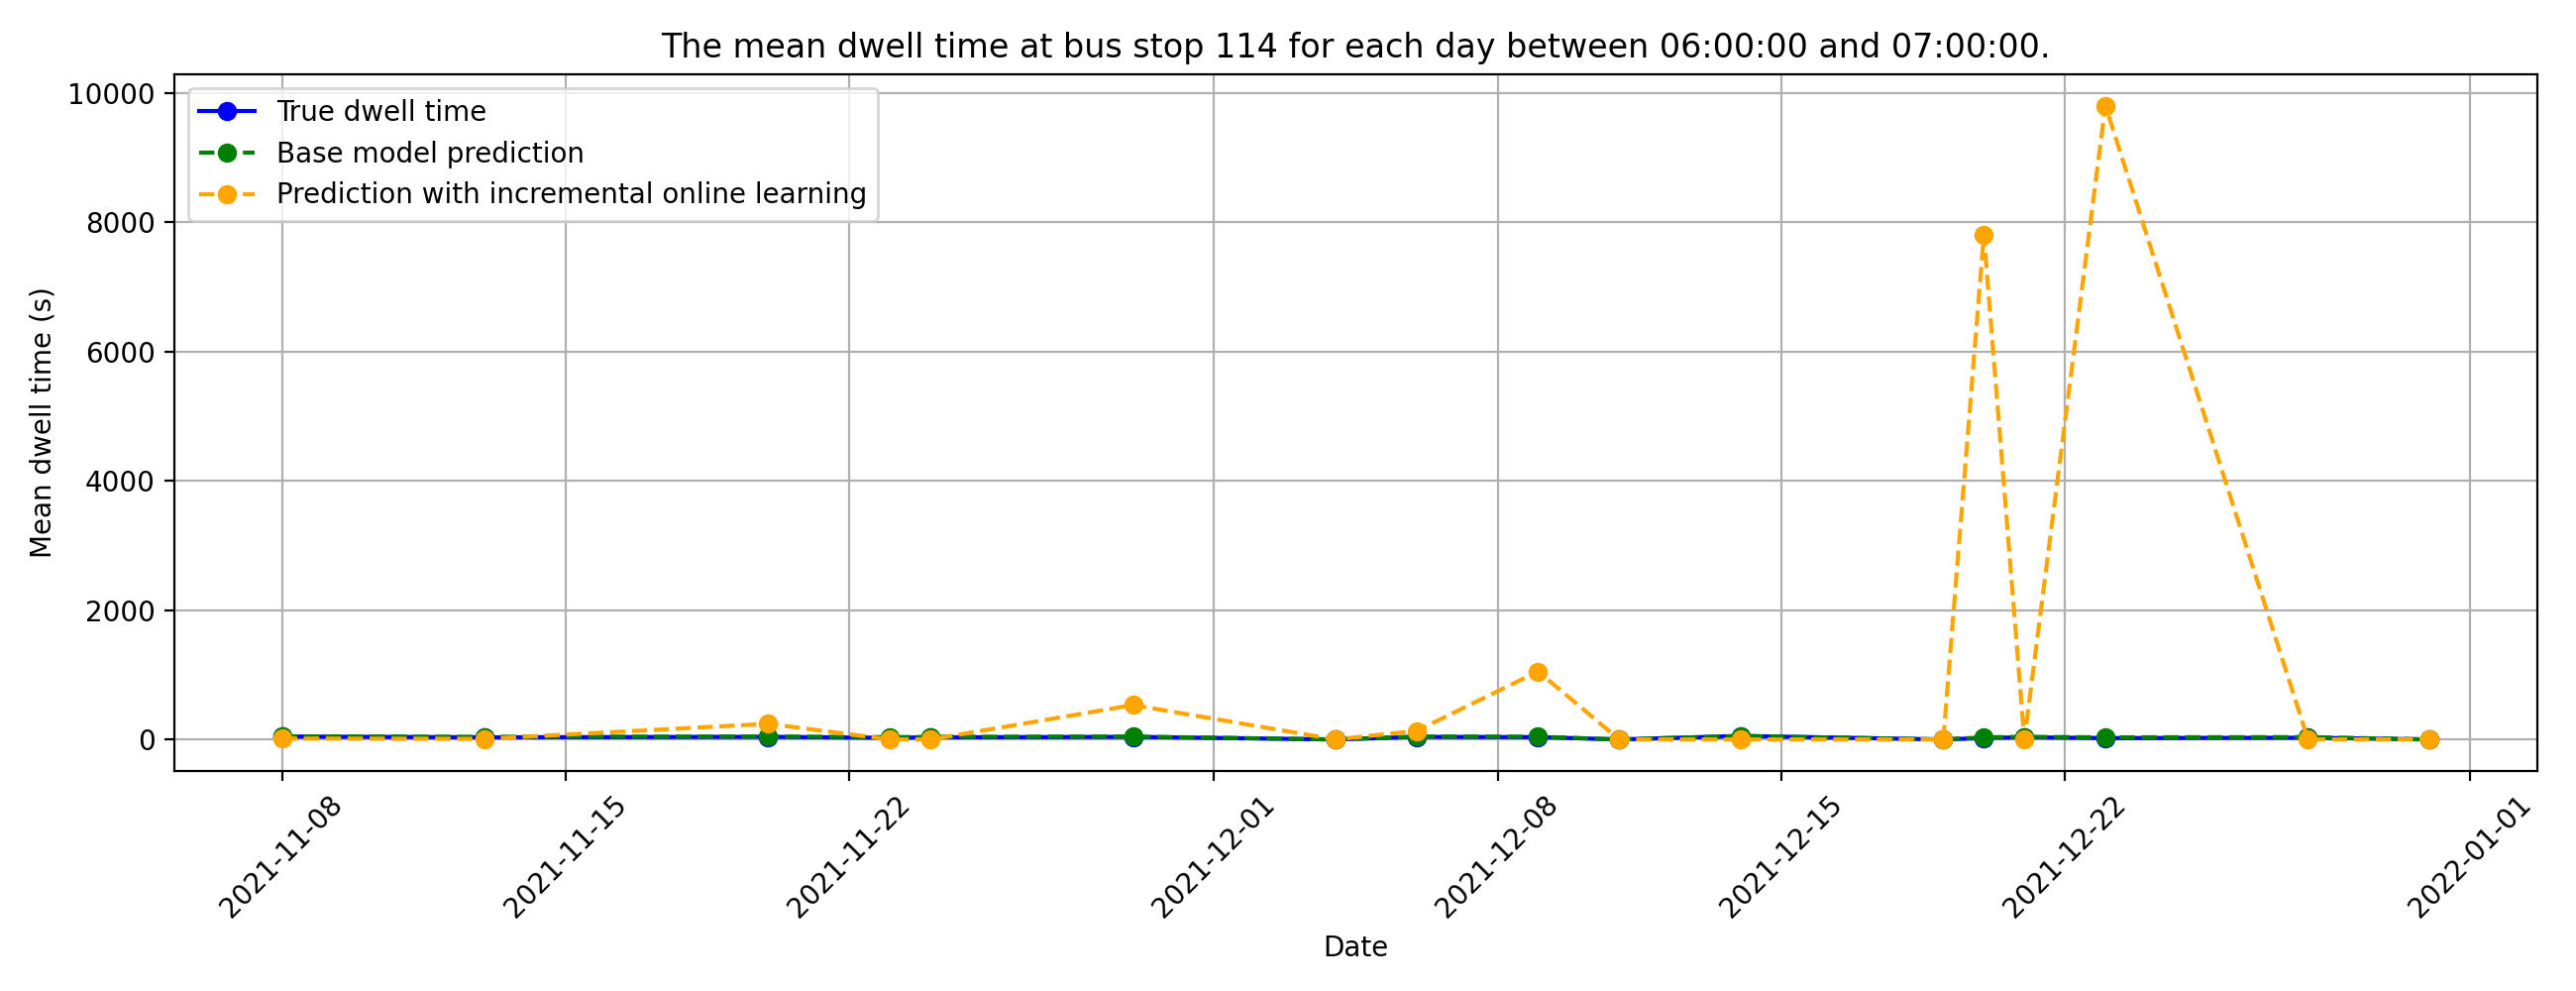 The mean dwell time at bus stop 114 for each day between 06:00:00 and 07:00:00.
True dwell time
Base model prediction
Prediction with incremental online learning
Mean dwell time (s)
10000
8000
6000
4000
2000
0
2021-11-08
2021-11-15
2021-11-22
2021-12-01
2021-12-08
2021-12-15
2021-12-22
2022-01-01
Date